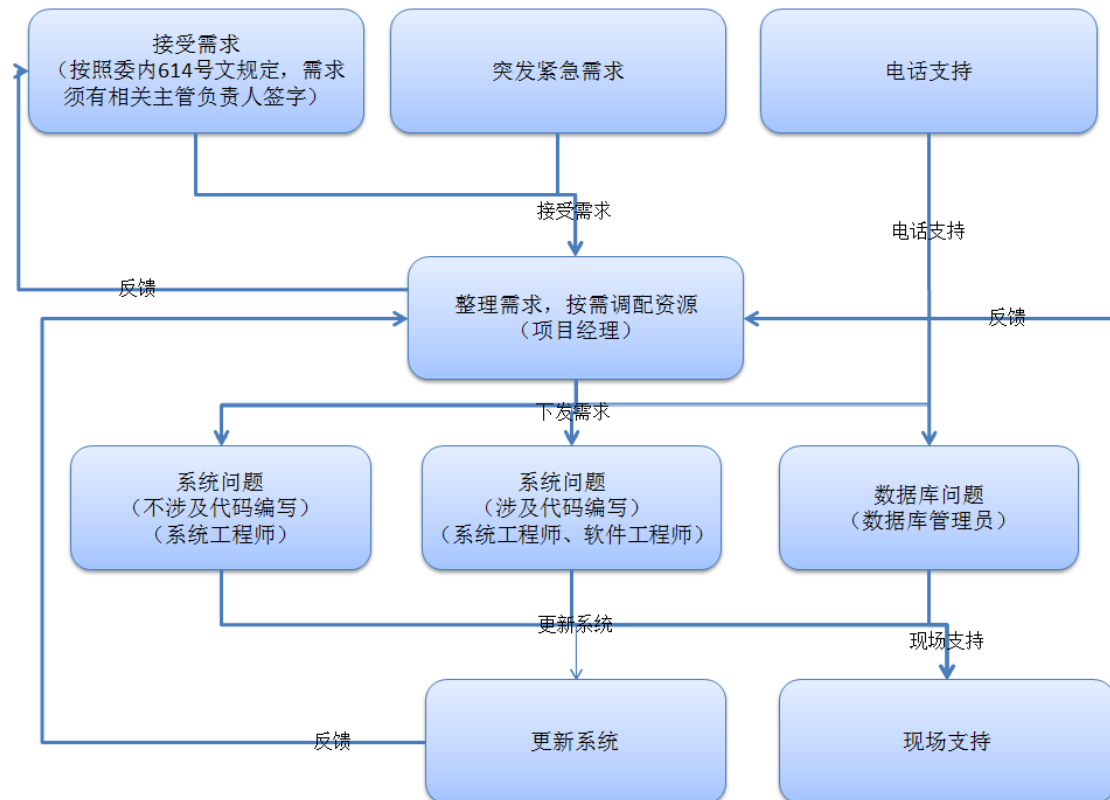 接受需求
（按照委内614号文规定，需求
须有相关主管负责人签字）
突发紧急需求
电话支持
接受需求
电话支持
反馈
整理需求，按需调配资源
（项目经理）
反馈
下发需求
系统问题
（不涉及代码编写）
（系统工程师）
系统问题
（涉及代码编写）
（系统工程师、软件工程师）
数据库问题
（数据库管理员）
更新系统
现场支持
反馈
更新系统
现场支持